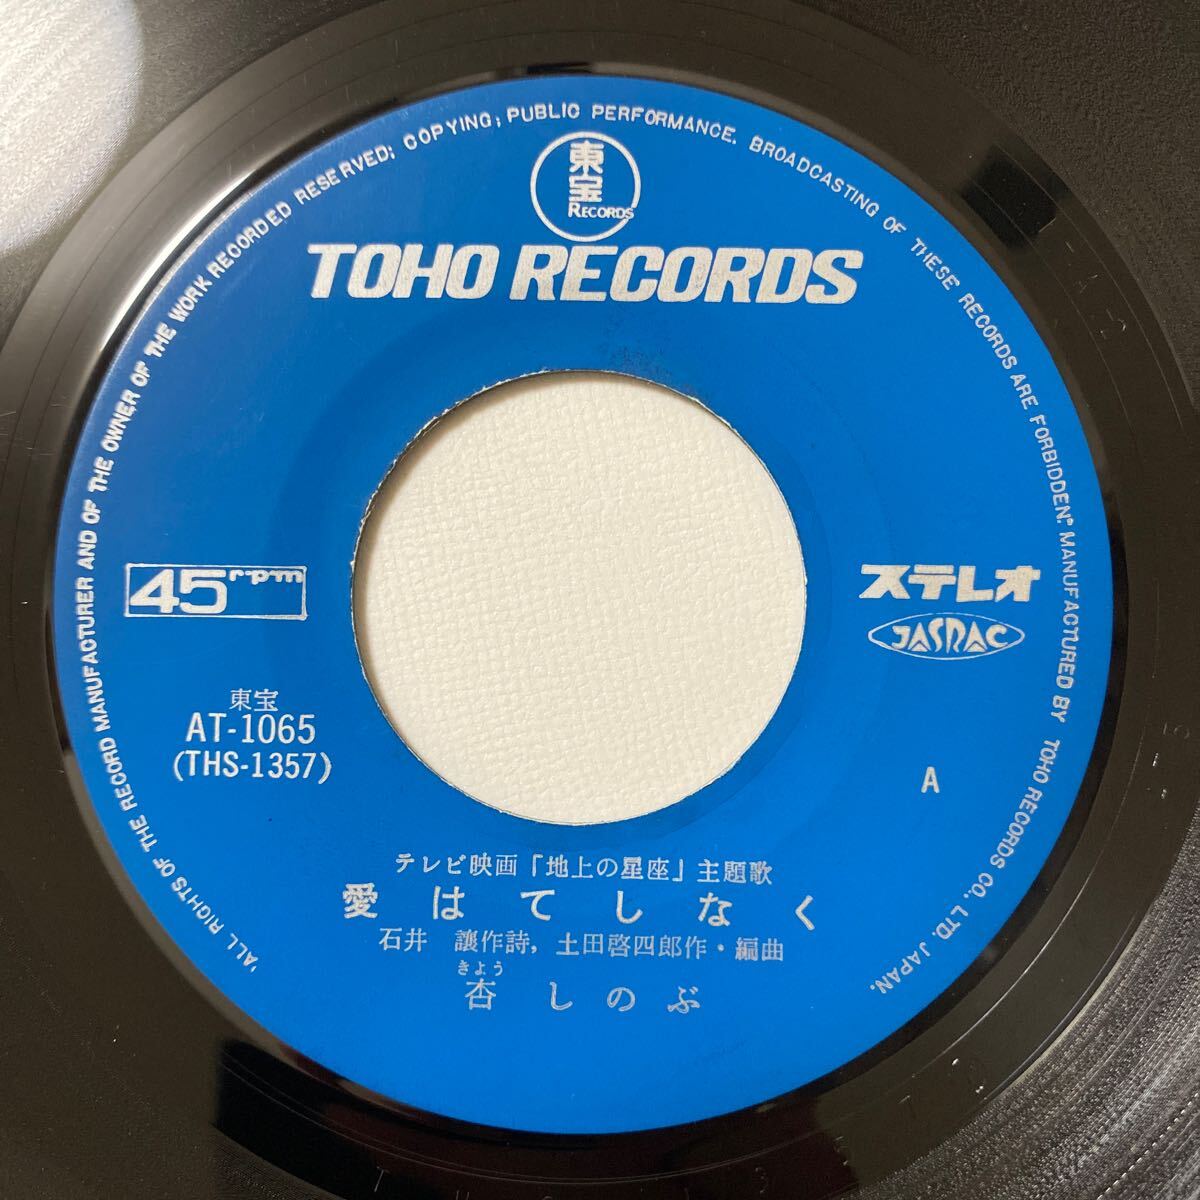 "ALL RIGHTS OF THE RECORD MANUFACTURER AND OF THE OWNER OF THE WORK RECORDED RESERVED; COPYING; PUBLIC PERFORMANCE. BROADCASTING OF THESE RECORDS ARE FORBIDDEN." MANUFACTURED BY TOHO RECORDS CO., LTD. JAPAN.
東宝
RECORDS
TOHO RECORDS
45rpm
ステレオ
JASRAC
東宝
AT-1065
(THS-1357)
A
テレビ映画「地上の星座」主題歌
愛はてしなく
石井 讓作詩, 土田啓四郎作・編曲
きよう
杏しのぶ